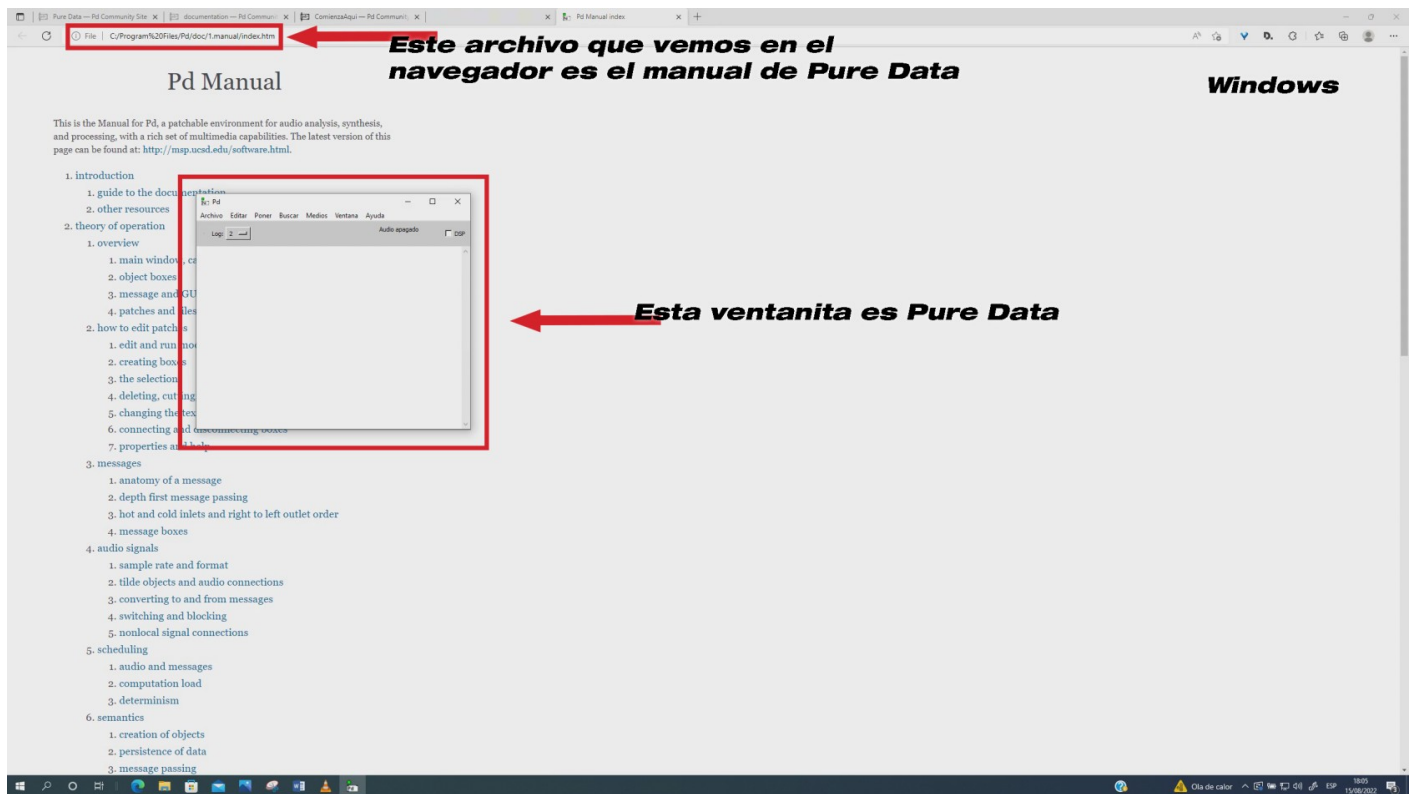 Pure Data — Pd Community Site
documentation — Pd Communi
ComienzaAqui — Pd Communit
Pd Manual index
File | C:/Program%20Files/Pd/doc/1.manual/index.htm
Este archivo que vemos en el
navegador es el manual de Pure Data
Windows
Pd Manual
This is the Manual for Pd, a patchable environment for audio analysis, synthesis,
and processing, with a rich set of multimedia capabilities. The latest version of this
page can be found at: http://msp.ucsd.edu/software.html.
1. introduction
1. guide to the documentation
2. other resources
2. theory of operation
1. overview
1. main window, ca
2. object boxes
3. message and GU
4. patches and files
2. how to edit patches
1. edit and run mo
2. creating boxes
3. the selection
4. deleting, cutting
5. changing the tex
6. connecting and disconnecting boxes
7. properties and help
3. messages
1. anatomy of a message
2. depth first message passing
3. hot and cold inlets and right to left outlet order
4. message boxes
4. audio signals
1. sample rate and format
2. tilde objects and audio connections
3. converting to and from messages
4. switching and blocking
5. nonlocal signal connections
5. scheduling
1. audio and messages
2. computation load
3. determinism
6. semantics
1. creation of objects
2. persistence of data
3. message passing
Pd
Archivo Editar Poner Buscar Medios Ventana Ayuda
Log: 2
Audio apagado
DSP
Esta ventanita es Pure Data
Ola de calor
ESP
18:05
15/08/2022